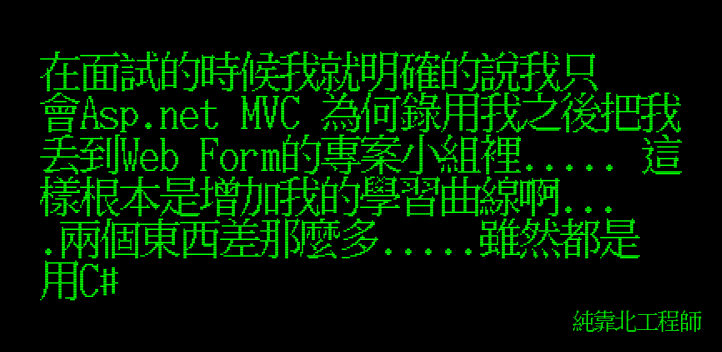 在面試的時候我就明確的說我只
會Asp.net MVC 為何錄用我之後把我
丟到Web Form的專案小組裡..... 這
樣根本是增加我的學習曲線啊...
.兩個東西差那麼多.....雖然都是
用C#
純靠北工程師